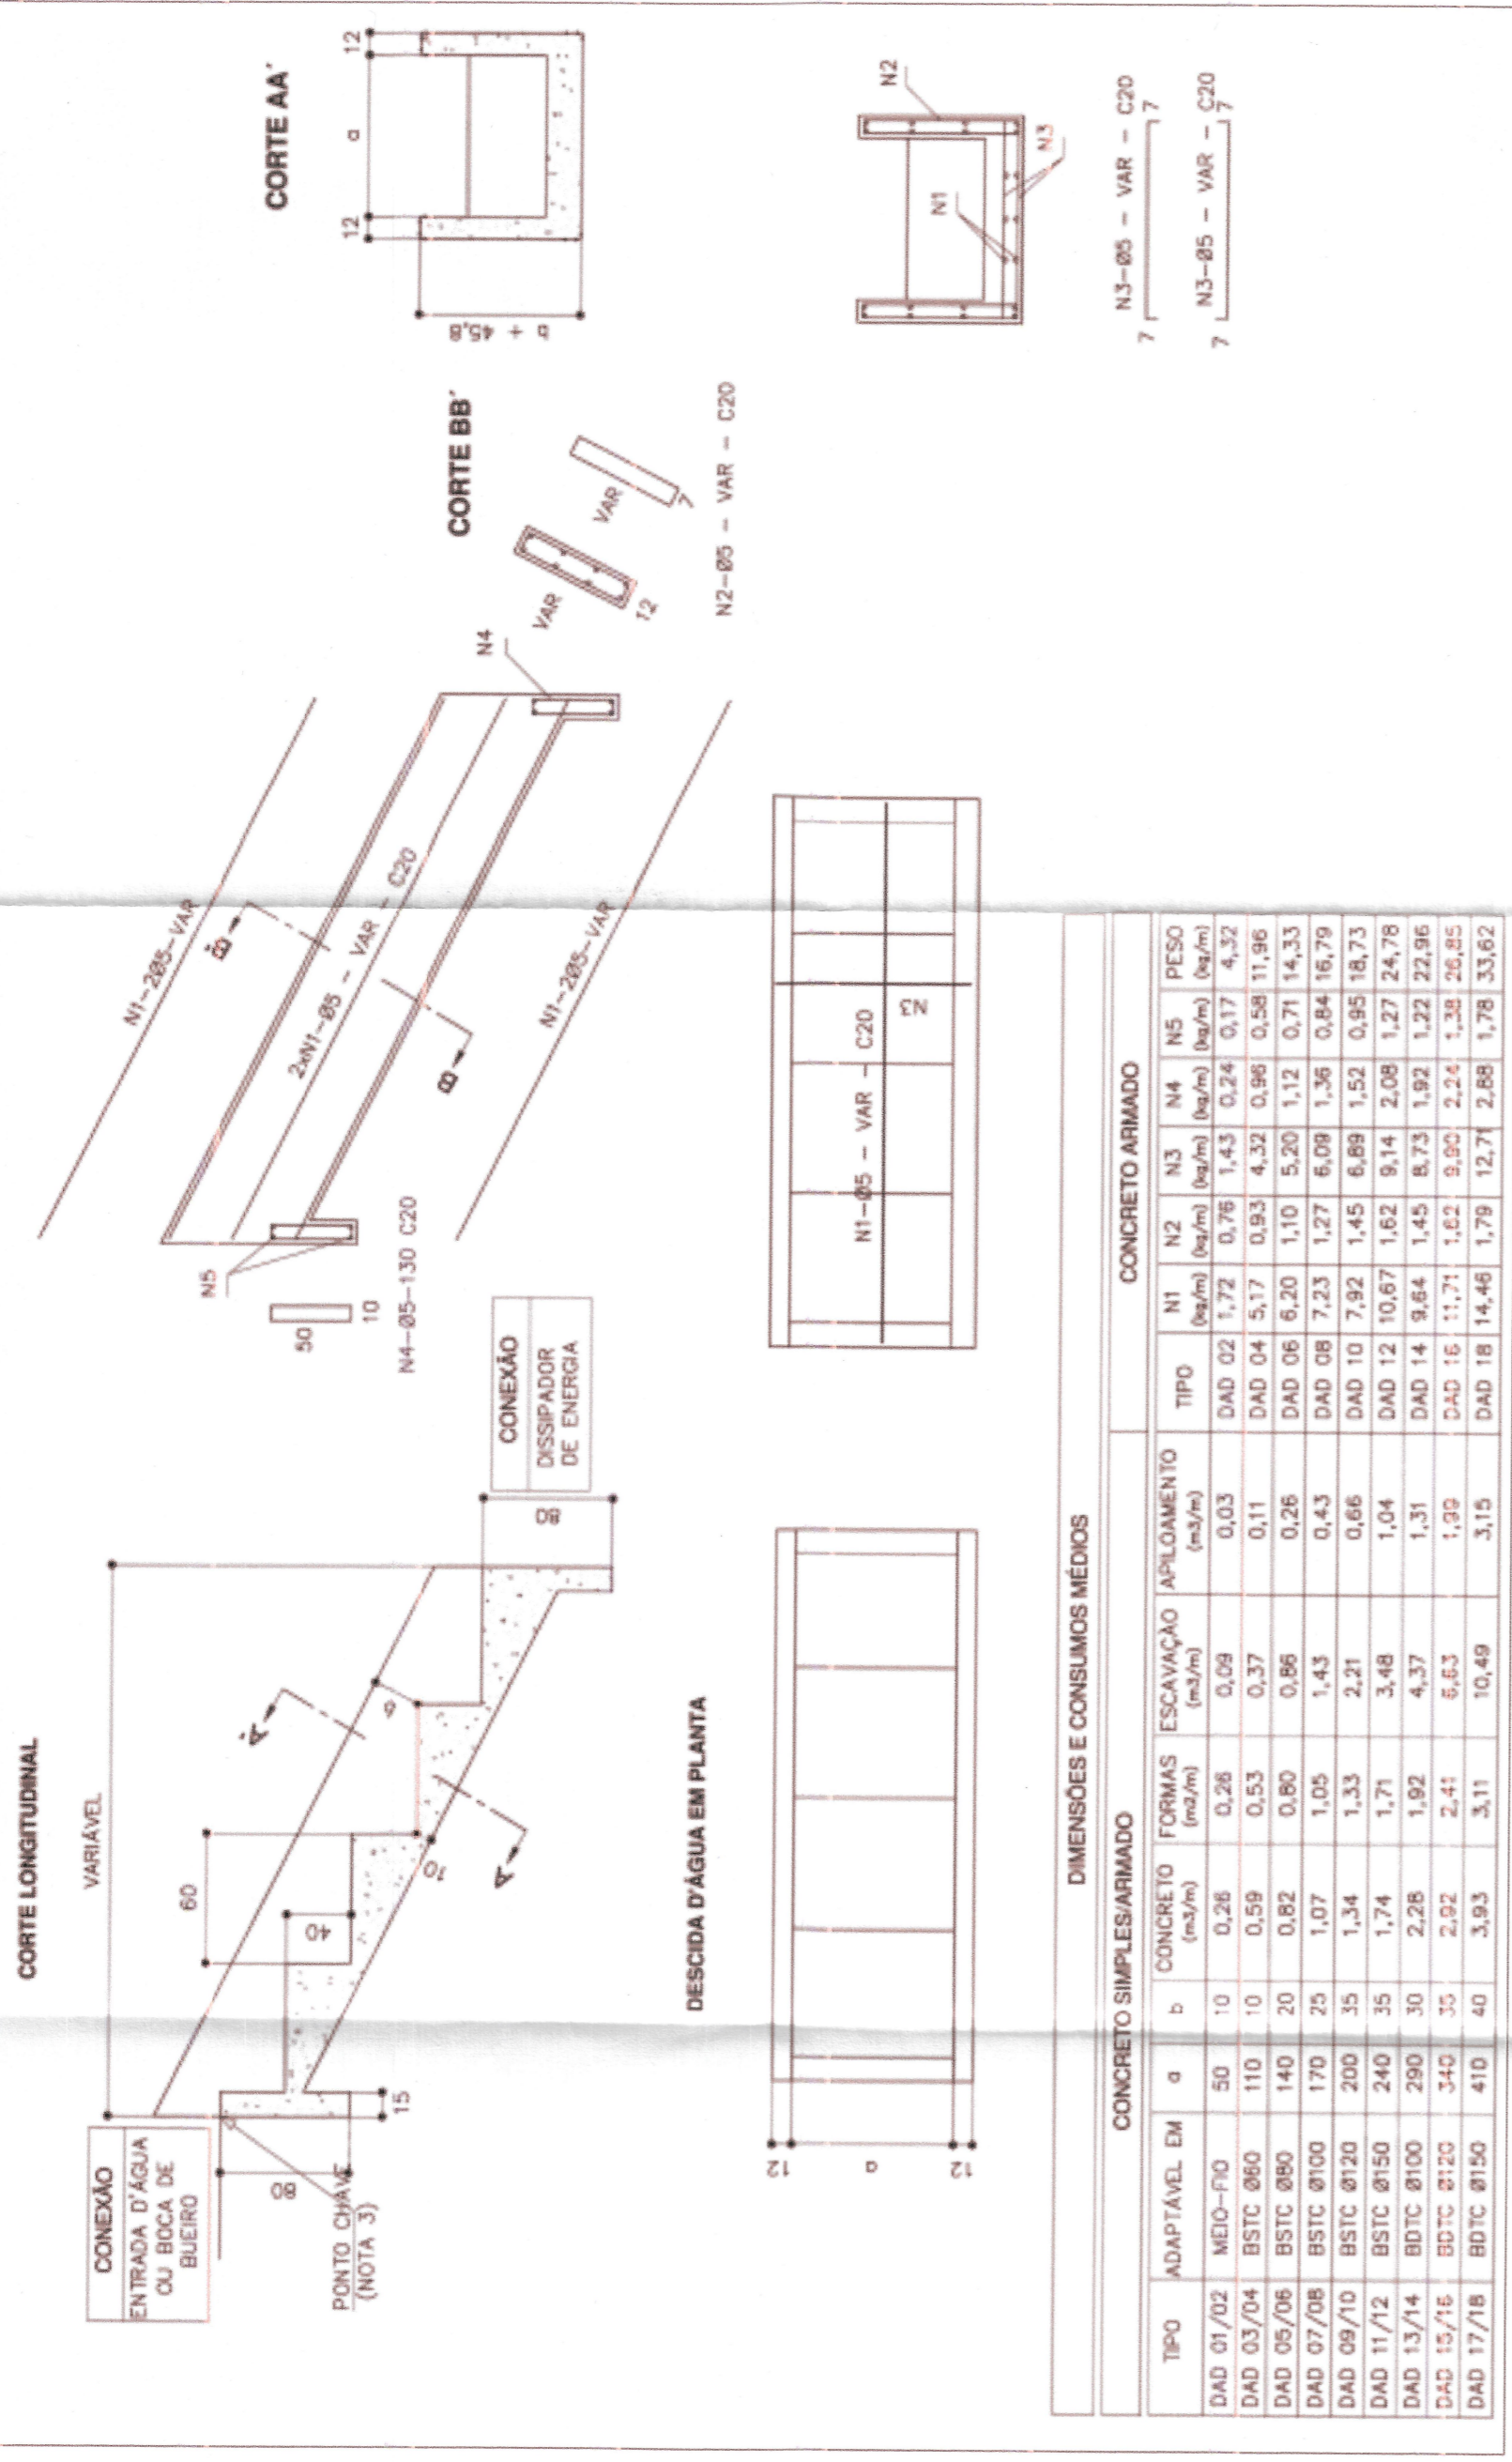 CORTE LONGITUDINAL
VARIÁVEL
CONEXÃO
ENTRADA D'ÁGUA
OU BOCA DE
BUEIRO
60
40
80
PONTO CHAVE
(NOTA 3)
15
10
A
A'
80
CONEXÃO
DISSIPADOR
DE ENERGIA
N1-2Ø5-VAR
2xN1-Ø5 - VAR - C20
N1-2Ø5-VAR
B'
B
N5
50
10
N4-Ø5-130 C20
N4
CORTE BB'
VAR
12
VAR
7
N2-Ø5 - VAR - C20
CORTE AA'
12
a
12
DESCIDA D'ÁGUA EM PLANTA
12
a
12
N1-Ø5 - VAR - C20
N3
N2
N1
N3
N3-Ø5 - VAR - C20
7
7
N3-Ø5 - VAR - C20
7
7
DIMENSÕES E CONSUMOS MÉDIOS
CONCRETO SIMPLES/ARMADO
CONCRETO ARMADO
TIPO ADAPTÁVEL EM a b CONCRETO (m3/m) FORMAS (m2/m) ESCAVAÇÃO (m3/m) APILOAMENTO (m3/m) TIPO N1 (kg/m) N2 (kg/m) N3 (kg/m) N4 (kg/m) N5 (kg/m) PESO (kg/m)
DAD 01/02 MEIO-FIO 50 10 0,26 0,26 0,09 0,03 DAD 02 1,72 0,76 1,43 0,24 0,17 4,32
DAD 03/04 BSTC Ø60 110 10 0,59 0,53 0,37 0,11 DAD 04 5,17 0,93 4,32 0,96 0,58 11,96
DAD 05/06 BSTC Ø80 140 20 0,82 0,80 0,86 0,26 DAD 06 6,20 1,10 5,20 1,12 0,71 14,33
DAD 07/08 BSTC Ø100 170 25 1,07 1,05 1,43 0,43 DAD 08 7,23 1,27 6,09 1,36 0,84 16,79
DAD 09/10 BSTC Ø120 200 35 1,34 1,33 2,21 0,66 DAD 10 7,92 1,45 6,89 1,52 0,95 18,73
DAD 11/12 BSTC Ø150 240 35 1,74 1,71 3,48 1,04 DAD 12 10,67 1,62 9,14 2,08 1,27 24,78
DAD 13/14 BDTC Ø100 290 30 2,28 1,92 4,37 1,31 DAD 14 9,64 1,45 8,73 1,92 1,22 22,96
DAD 15/16 BDTC Ø120 340 35 2,92 2,41 6,63 1,99 DAD 16 11,71 1,62 9,90 2,24 1,38 26,85
DAD 17/18 BDTC Ø150 410 40 3,93 3,11 10,49 3,15 DAD 18 14,46 1,79 12,71 2,88 1,78 33,62